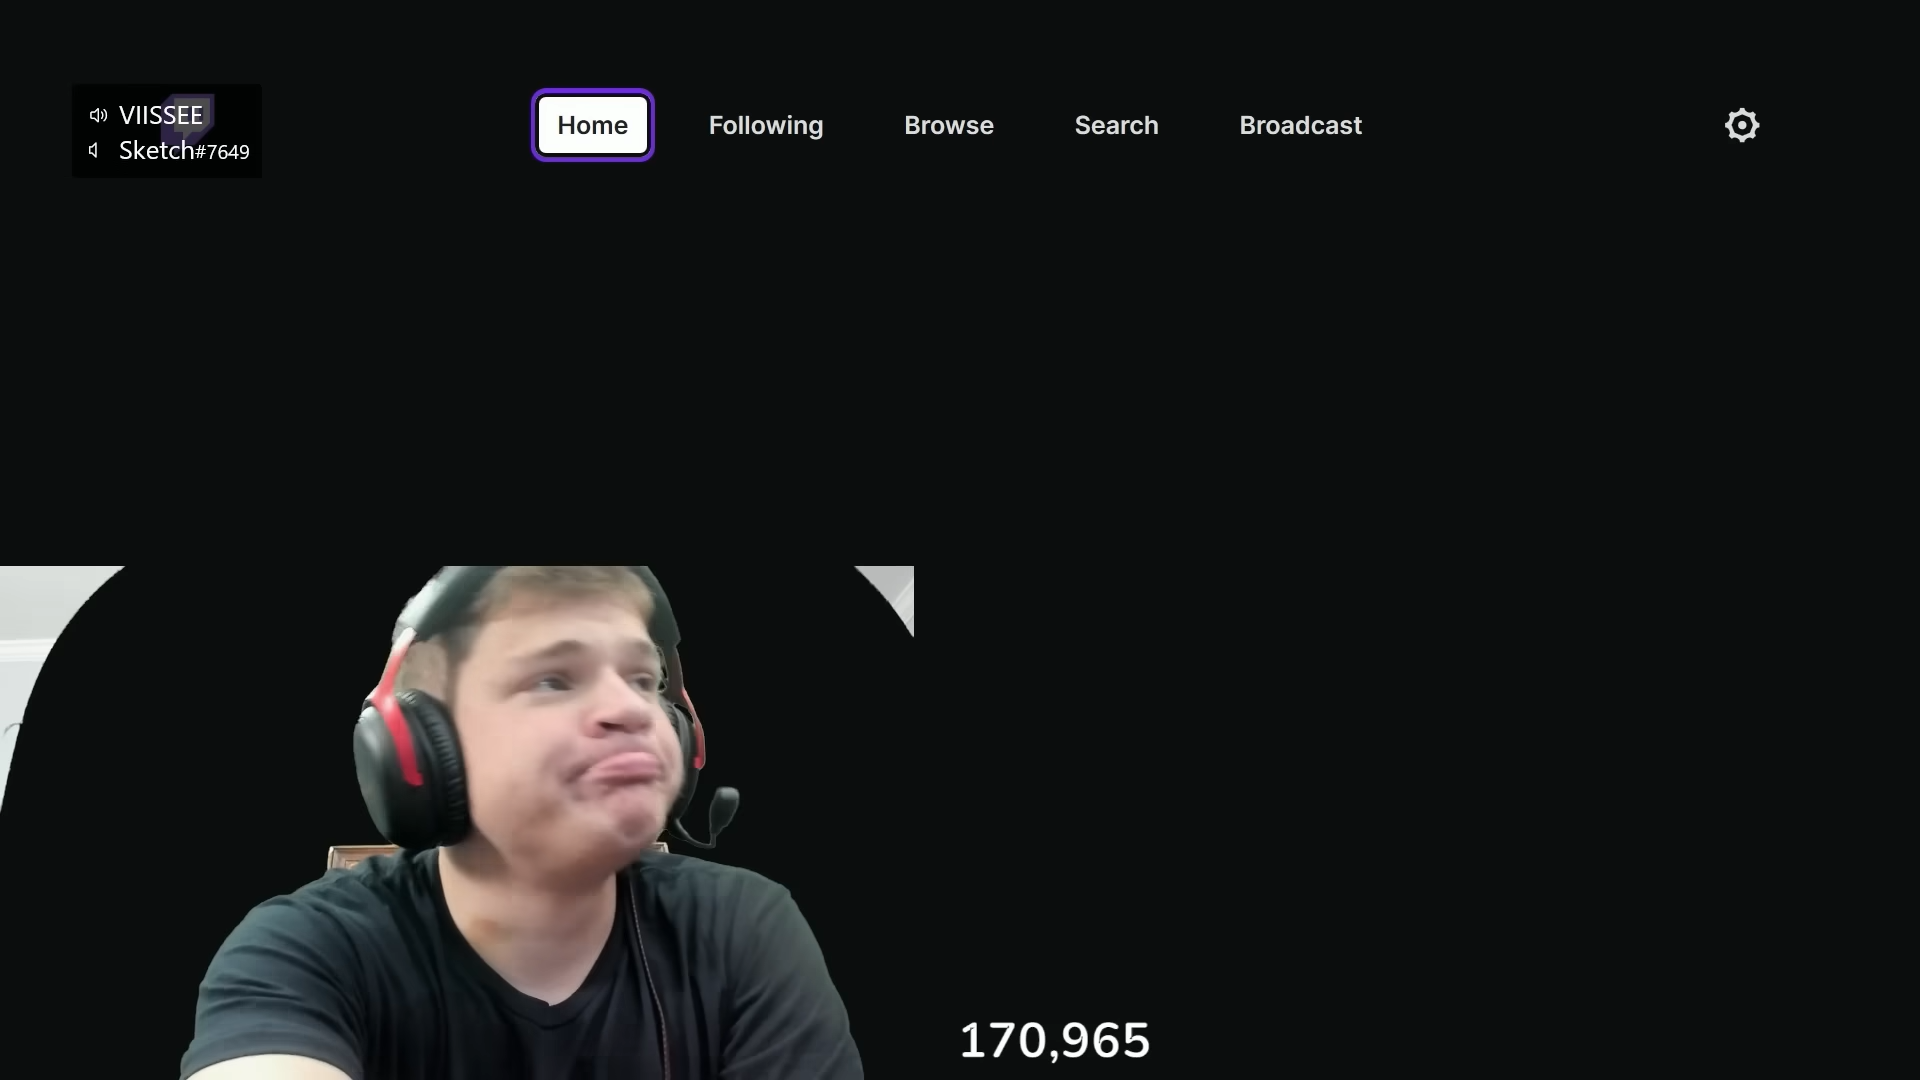 VIISSEE
Sketch#7649
Home
Following
Browse
Search
Broadcast
170,965